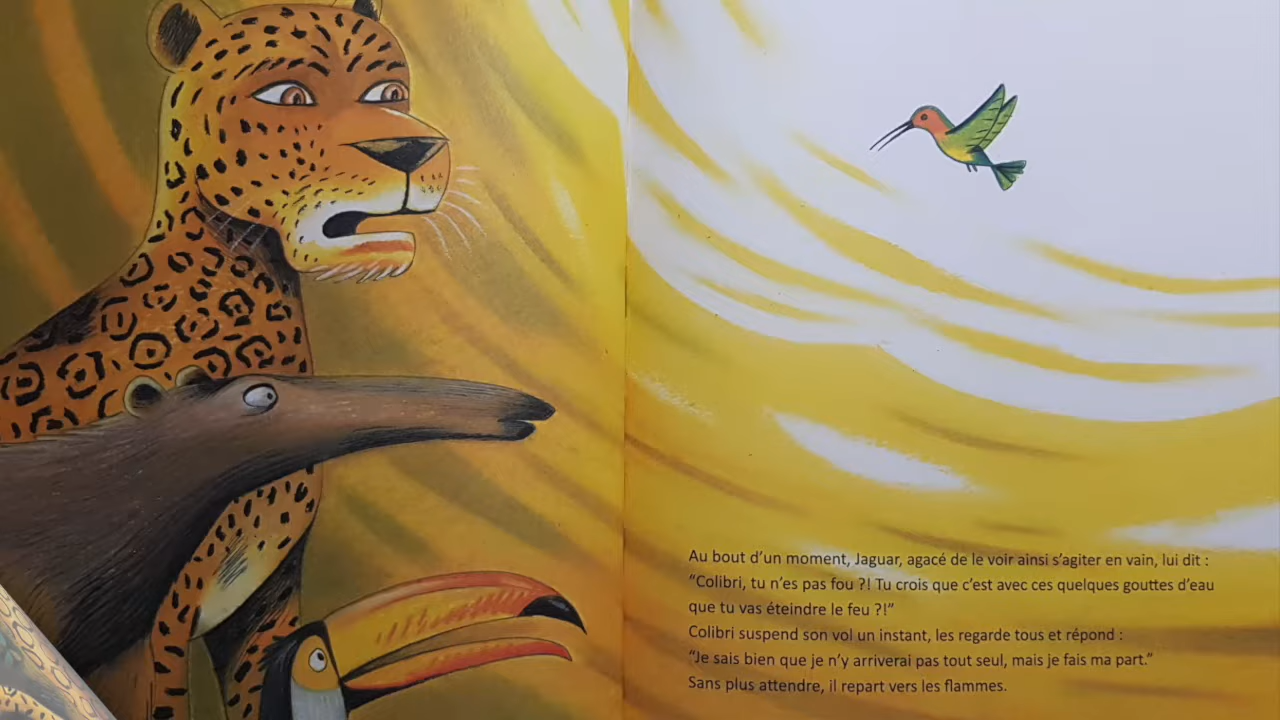 Au bout d'un moment, Jaguar, agacé de le voir ainsi s'agiter en vain, lui dit :
"Colibri, tu n'es pas fou ?! Tu crois que c'est avec ces quelques gouttes d'eau
que tu vas éteindre le feu ?!"
Colibri suspend son vol un instant, les regarde tous et répond :
"Je sais bien que je n'y arriverai pas tout seul, mais je fais ma part."
Sans plus attendre, il repart vers les flammes.